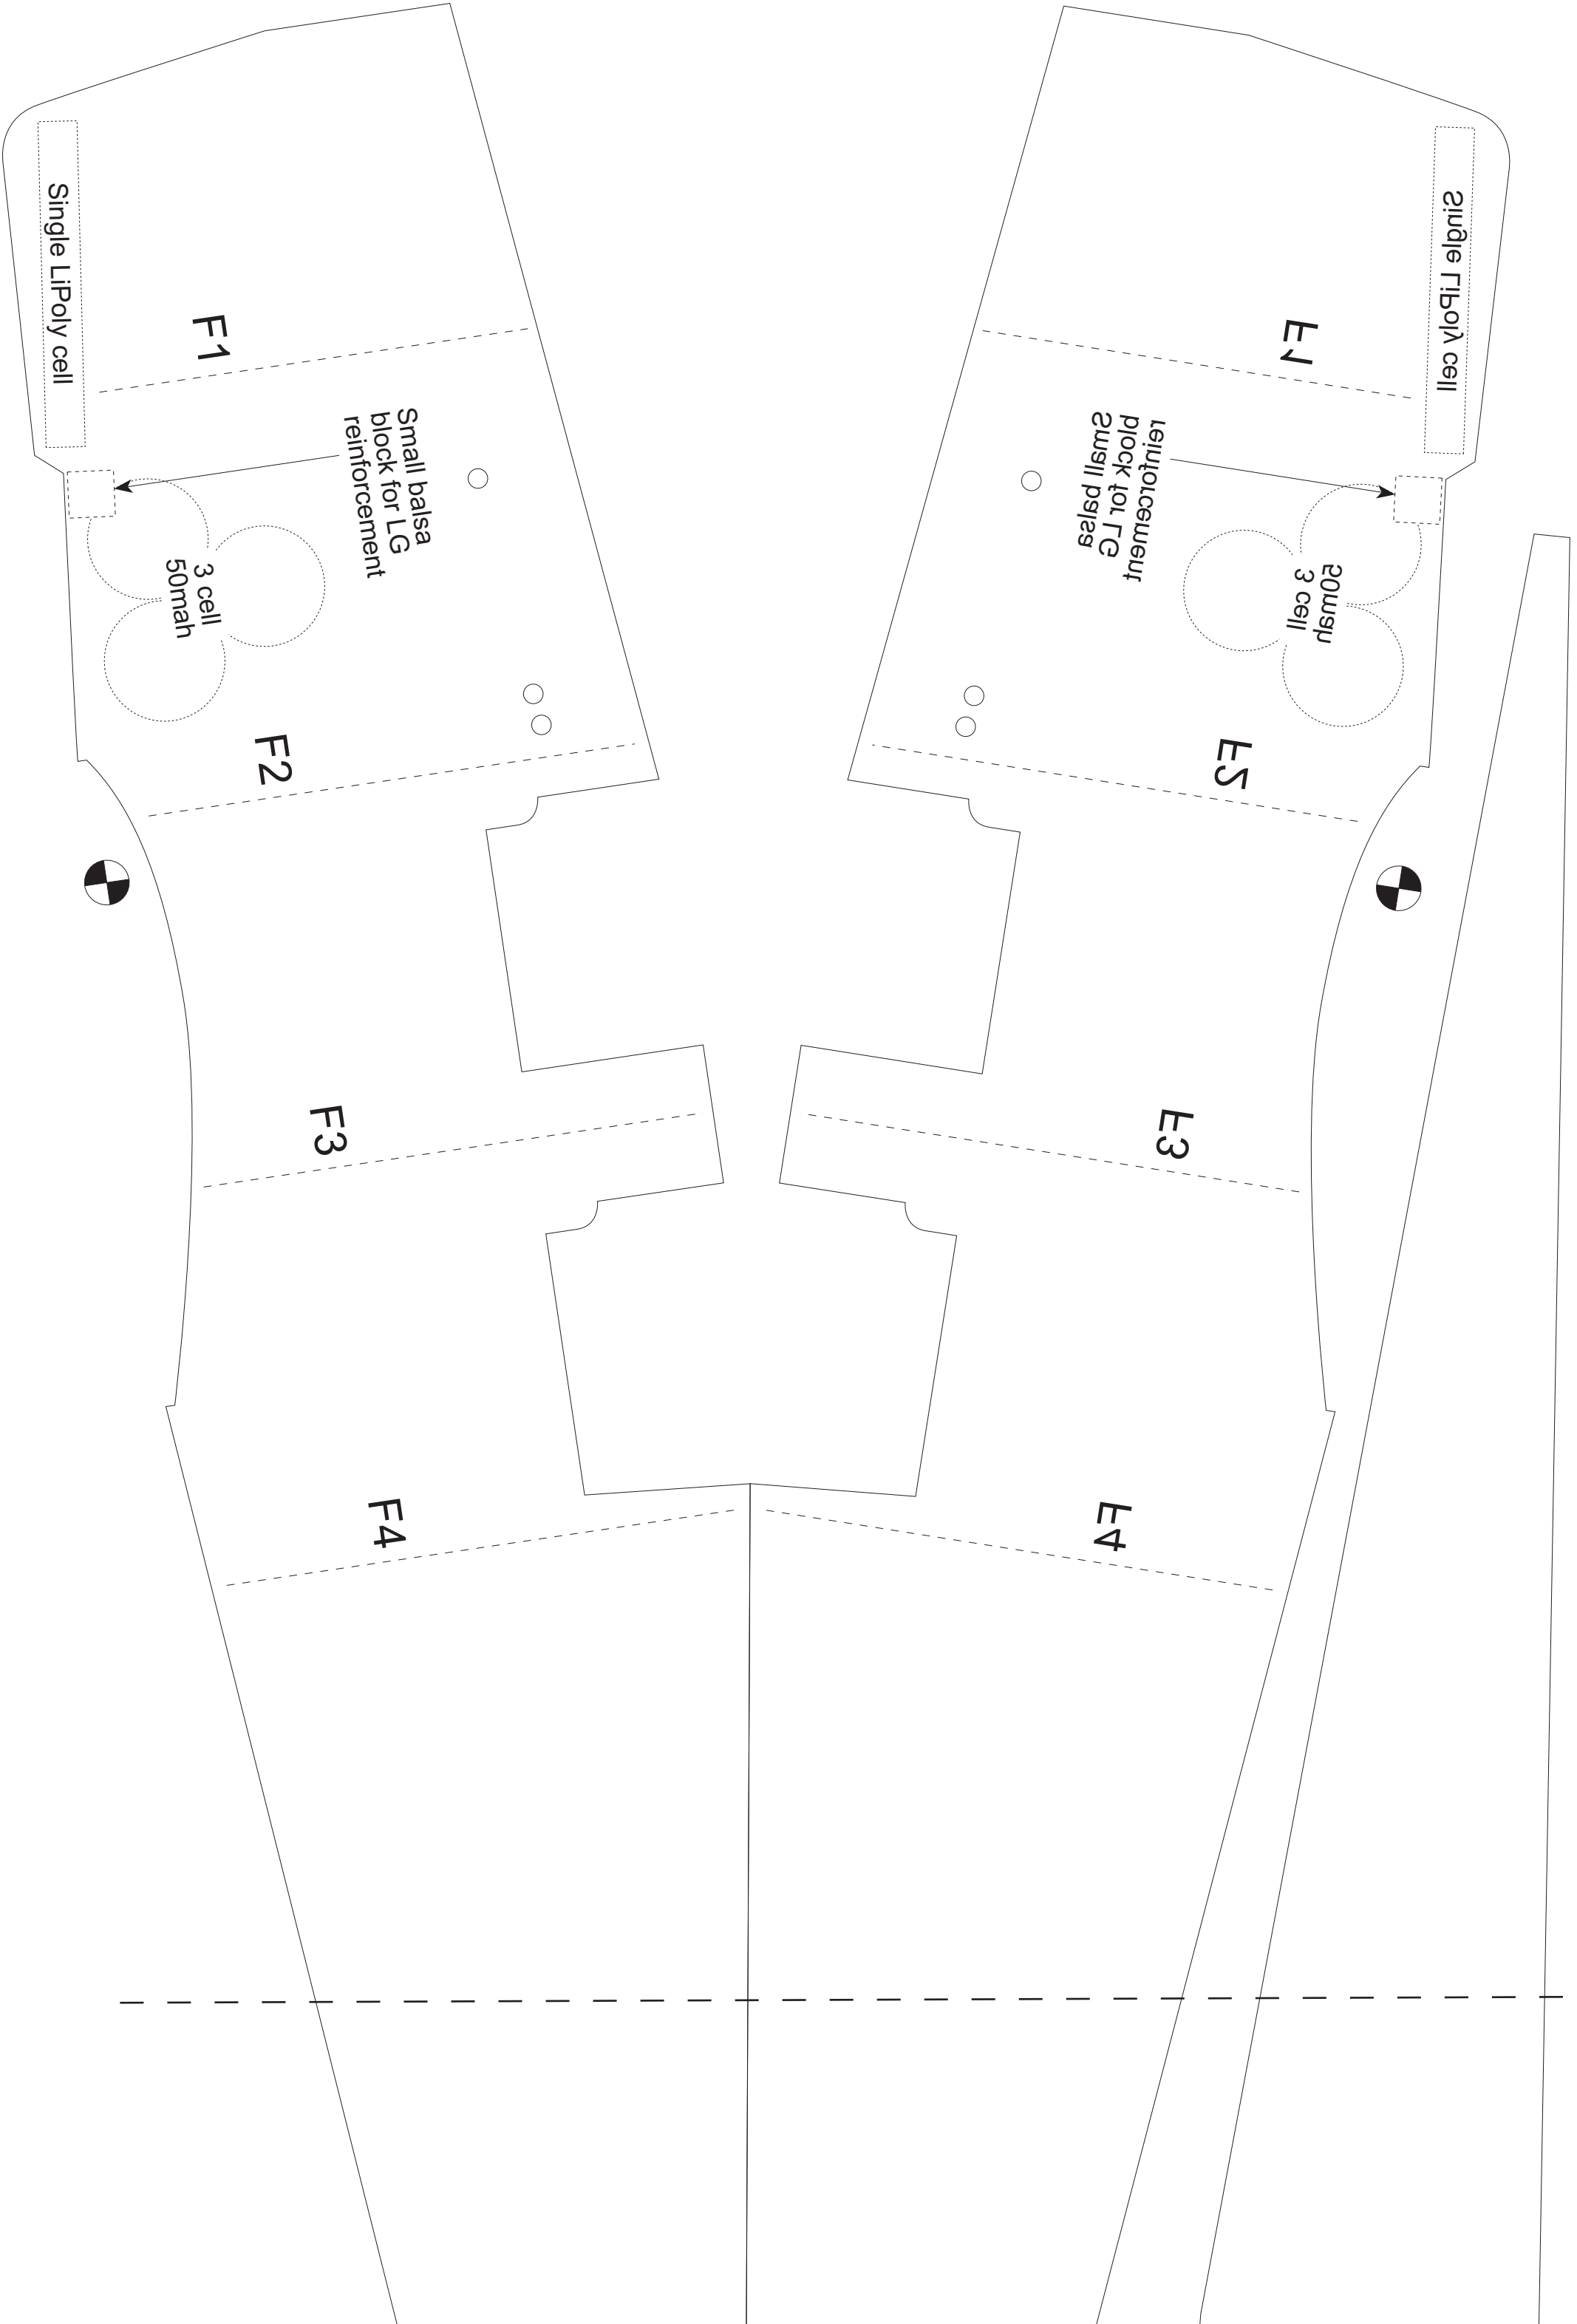 Single LiPoly cell
F1
Small balsa
block for LG
reinforcement
3 cell
50mah
F2
F3
F4
Single LiPoly cell
F1
Small balsa
block for LG
reinforcement
3 cell
50mah
F2
F3
F4